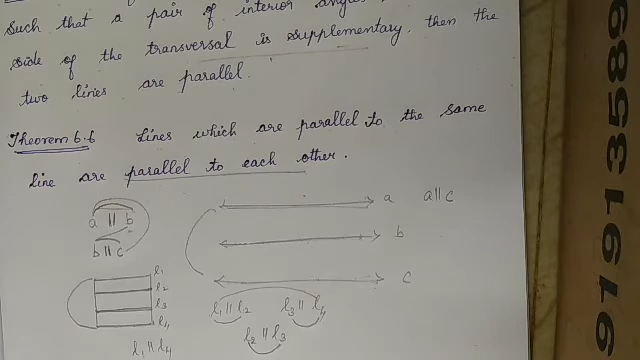 such that a pair of interior angles
side of the transversal is supplementary, then the
two lines are parallel.
Theorem 6.6 Lines which are parallel to the same
line are parallel to each other.
a || b
b || c
a a||c
b
c
l1
l2
l3
l4
l1 || l4
l1 || l2 l3 || l4
l2 || l3
919113589